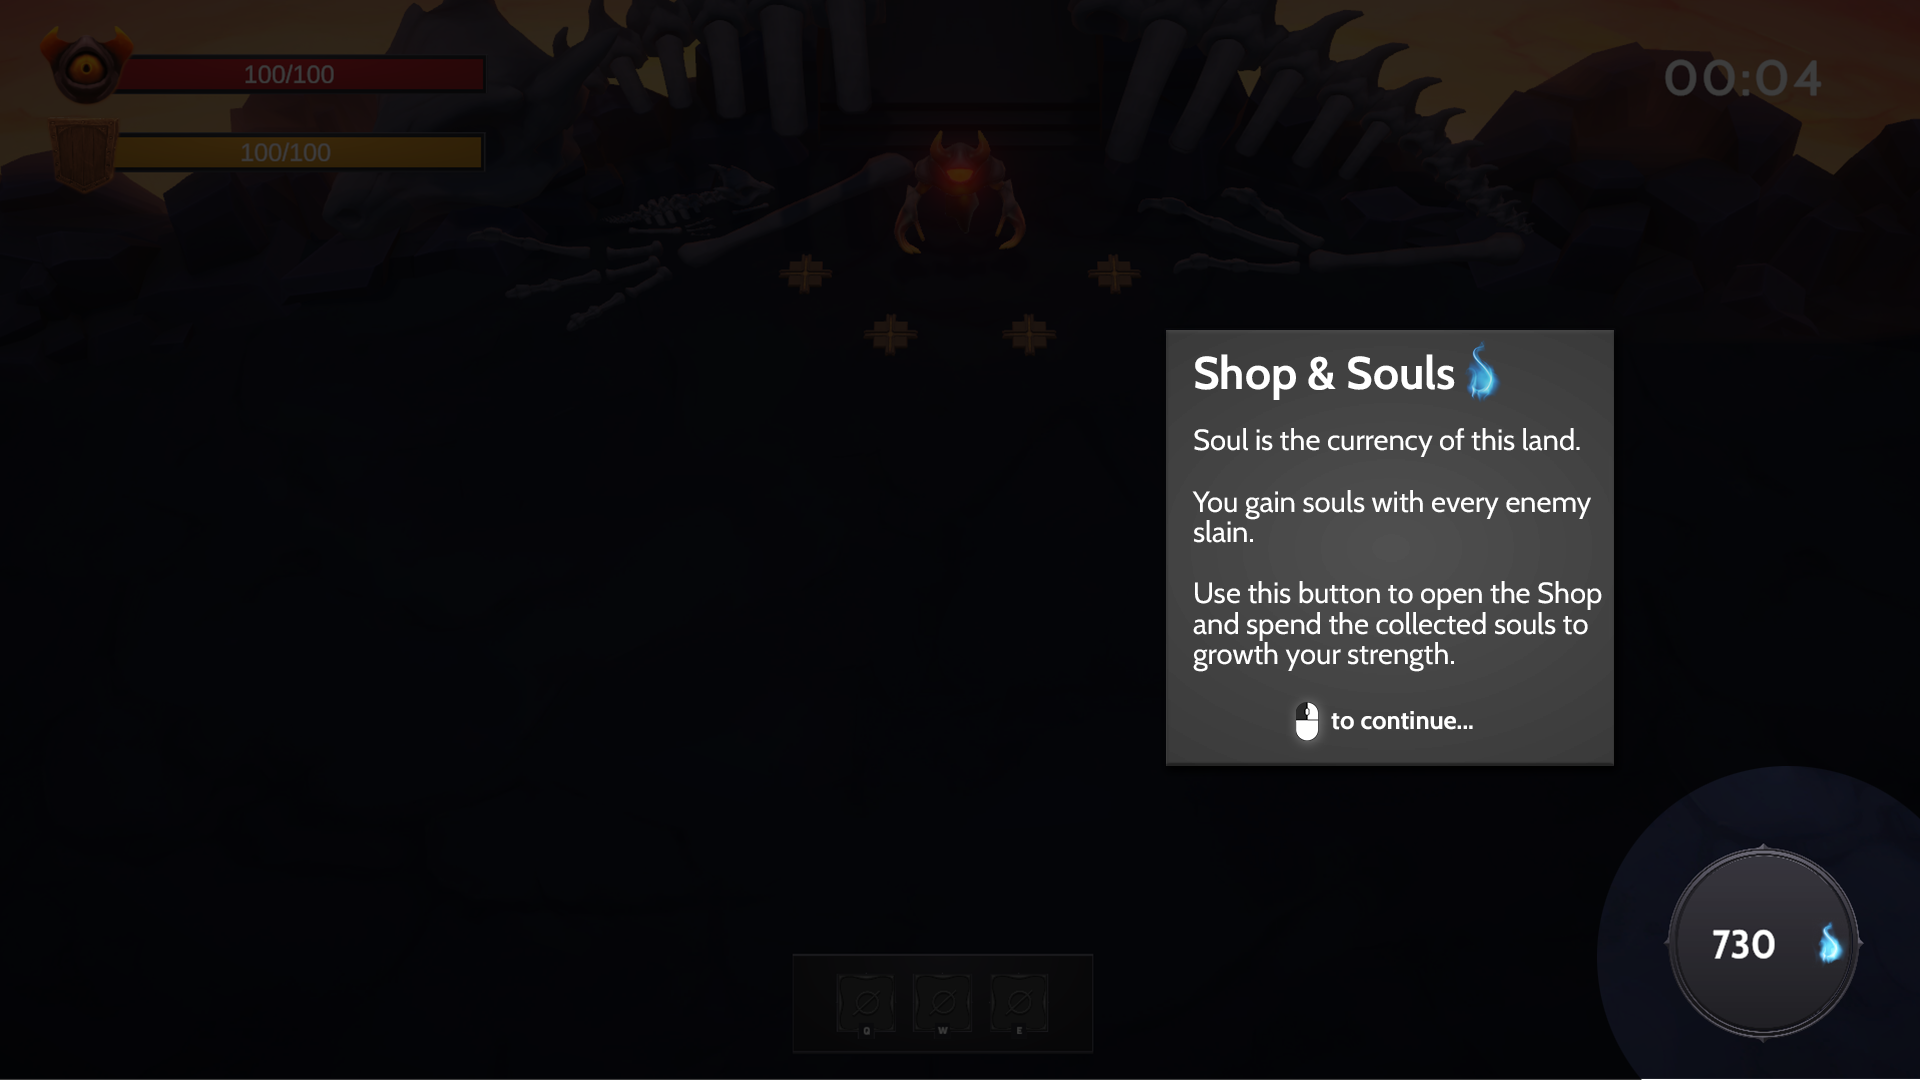 100/100
00:04
100/100
Shop & Souls
Soul is the currency of this land.
You gain souls with every enemy
slain.
Use this button to open the Shop
and spend the collected souls to
growth your strength.
to continue...
730
Q W E